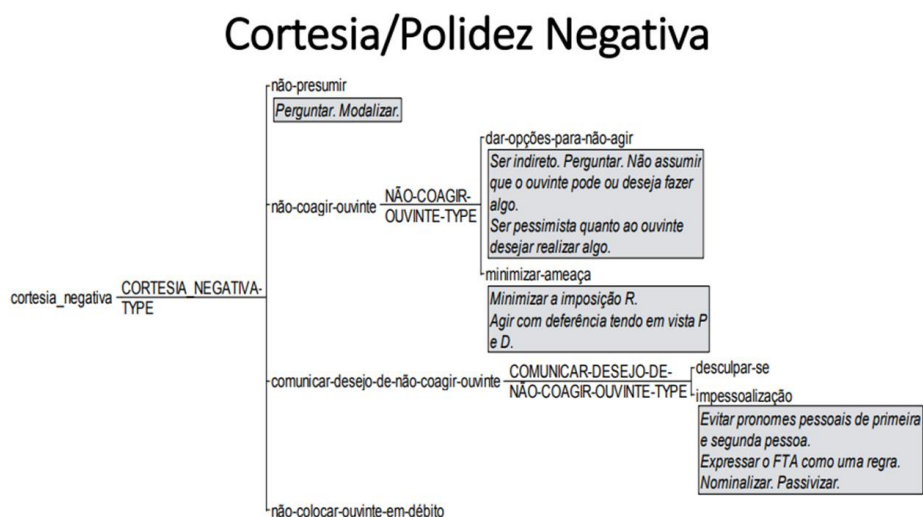 Cortesia/Polidez Negativa
não-presumir
Perguntar. Modalizar.
dar-opções-para-não-agir
Ser indireto. Perguntar. Não assumir
que o ouvinte pode ou deseja fazer
algo.
Ser pessimista quanto ao ouvinte
desejar realizar algo.
não-coagir-ouvinte
NÃO-COAGIR-
OUVINTE-TYPE
minimizar-ameaça
Minimizar a imposição R.
Agir com deferência tendo em vista P
e D.
cortesia_negativa
CORTESIA_NEGATIVA-
TYPE
comunicar-desejo-de-não-coagir-ouvinte
COMUNICAR-DESEJO-DE-
NÃO-COAGIR-OUVINTE-TYPE
desculpar-se
impessoalização
Evitar pronomes pessoais de primeira
e segunda pessoa.
Expressar o FTA como uma regra.
Nominalizar. Passivizar.
não-colocar-ouvinte-em-débito